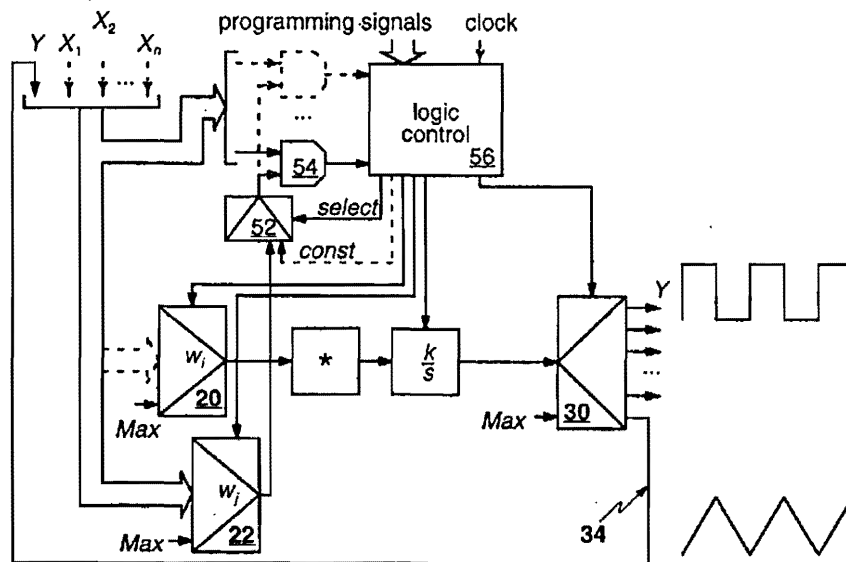 programming signals
clock
Y X₁ X₂ ... Xₙ
...
logic control
56
54
52
select
const
wᵢ
20
Max
*
k/s
Y
...
30
Max
wⱼ
22
Max
34